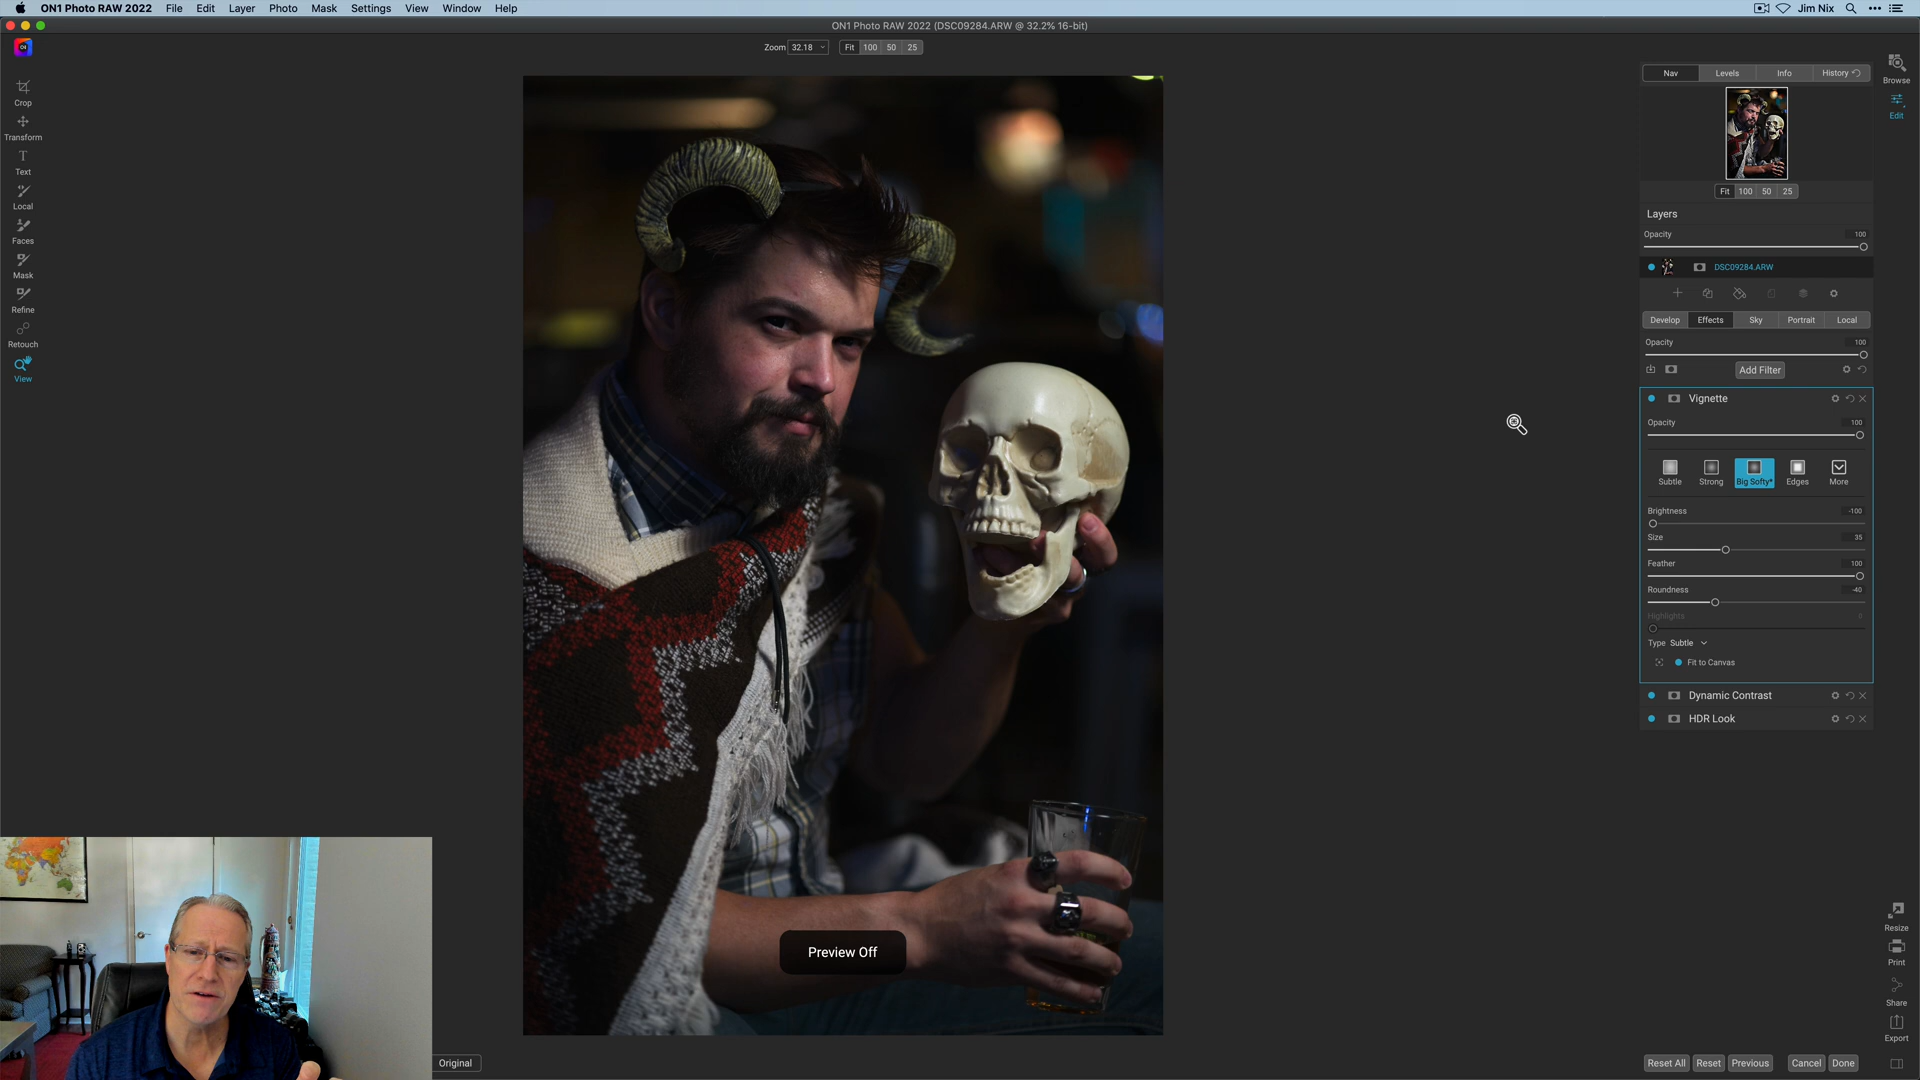 ON1 Photo RAW 2022 File Edit Layer Photo Mask Settings View Window Help Jim Nix
ON1 Photo RAW 2022 (DSC09284.ARW @ 32.2% 16-bit)
Zoom 32.18 Fit 100 50 25
Crop
Transform
Text
Local
Faces
Mask
Refine
Retouch
View
Nav Levels Info History
Browse
Edit
Fit 100 50 25
Layers
Opacity 100
DSC09284.ARW
Develop Effects Sky Portrait Local
Opacity 100
Add Filter
Vignette
Opacity 100
Subtle Strong Big Softy* Edges More
Brightness -100
Size 35
Feather 100
Roundness -40
Highlights
Type Subtle
Fit to Canvas
Dynamic Contrast
HDR Look
Preview Off
Resize
Print
Share
Export
Original
Reset All Reset Previous Cancel Done